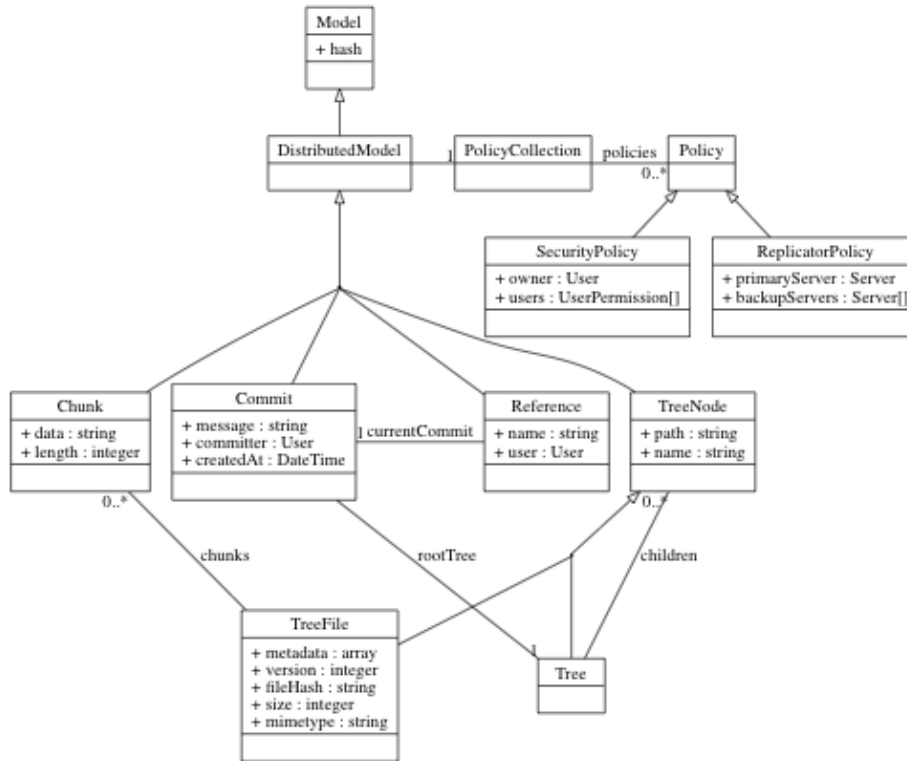 Model
+ hash
DistributedModel
1
PolicyCollection
policies
0..*
Policy
SecurityPolicy
+ owner : User
+ users : UserPermission[]
ReplicatorPolicy
+ primaryServer : Server
+ backupServers : Server[]
Chunk
+ data : string
+ length : integer
0..*
Commit
+ message : string
+ committer : User
+ createdAt : DateTime
1 currentCommit
Reference
+ name : string
+ user : User
TreeNode
+ path : string
+ name : string
0..*
chunks
rootTree
children
TreeFile
+ metadata : array
+ version : integer
+ fileHash : string
+ size : integer
+ mimetype : string
1
Tree